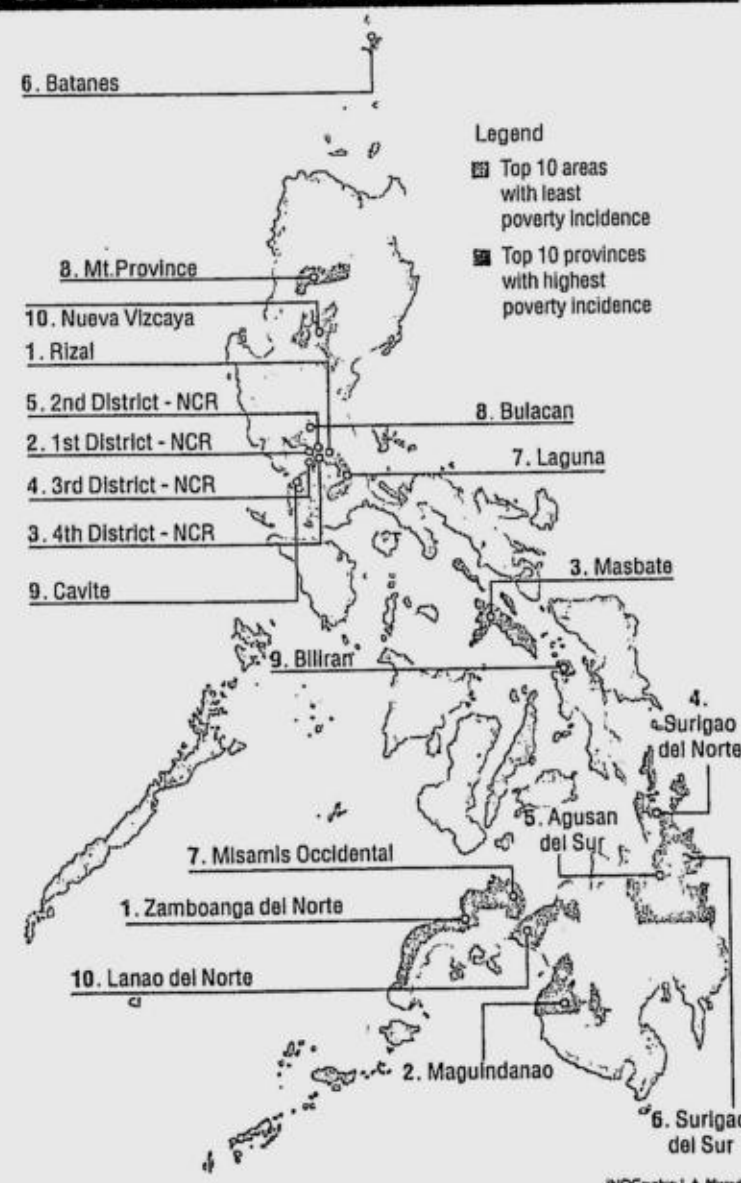 6. Batanes
Legend
Top 10 areas
with least
poverty incidence
Top 10 provinces
with highest
poverty incidence
8. Mt.Province
10. Nueva Vizcaya
1. Rizal
5. 2nd District - NCR
8. Bulacan
2. 1st District - NCR
7. Laguna
4. 3rd District - NCR
3. 4th District - NCR
3. Masbate
9. Cavite
9. Biliran
4.
Surigao
del Norte
5. Agusan
del Sur
7. Misamis Occidental
1. Zamboanga del Norte
10. Lanao del Norte
2. Maguindanao
6. Surigao
del Sur